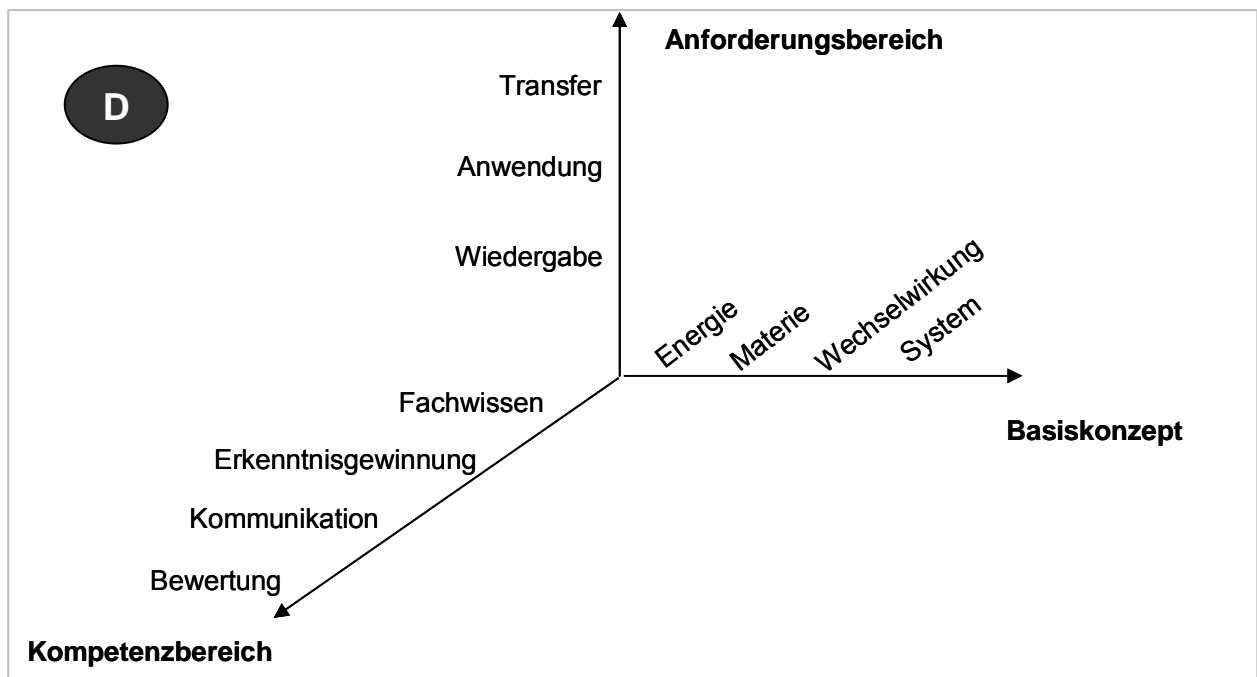 Anforderungsbereich
D
Transfer
Anwendung
Wiedergabe
Energie
Materie
Wechselwirkung
System
Basiskonzept
Fachwissen
Erkenntnisgewinnung
Kommunikation
Bewertung
Kompetenzbereich